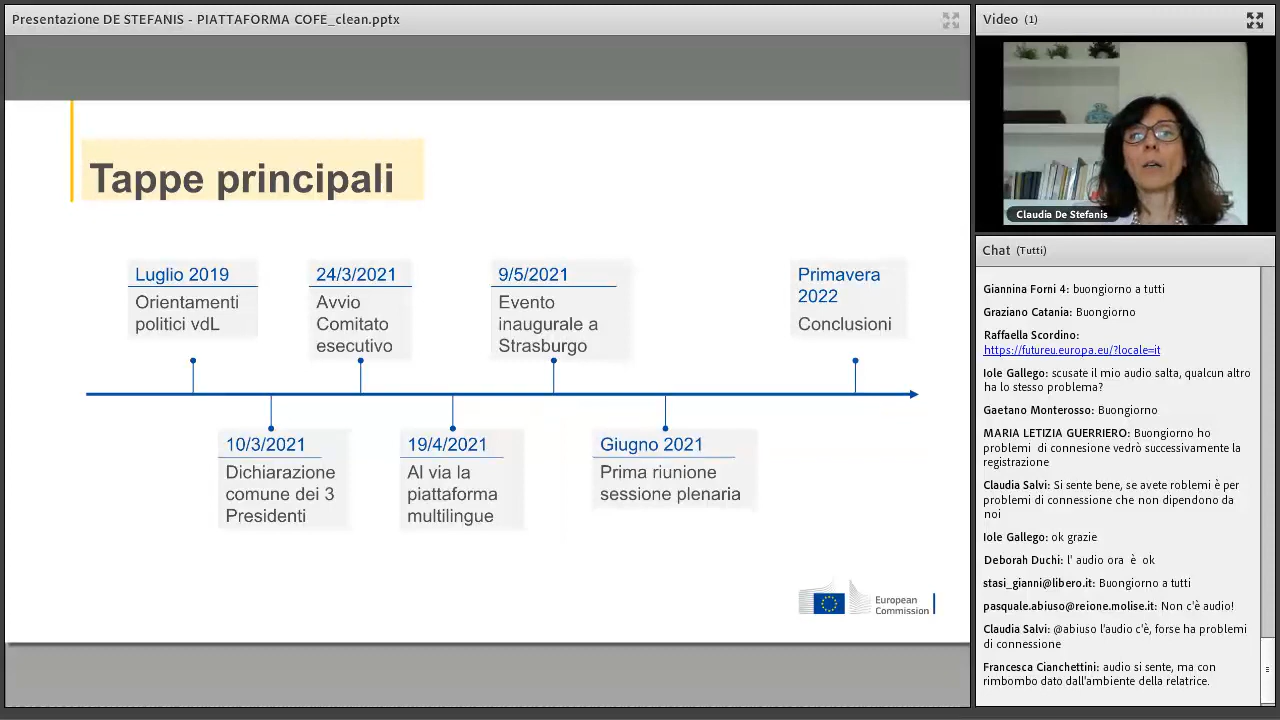 Presentazione DE STEFANIS - PIATTAFORMA COFE_clean.pptx
Tappe principali
Luglio 2019
Orientamenti
politici vdL
24/3/2021
Avvio
Comitato
esecutivo
9/5/2021
Evento
inaugurale a
Strasburgo
Primavera
2022
Conclusioni
10/3/2021
Dichiarazione
comune dei 3
Presidenti
19/4/2021
Al via la
piattaforma
multilingue
Giugno 2021
Prima riunione
sessione plenaria
European
Commission
Video (1)
Claudia De Stefanis
Chat (Tutti)
Giannina Forni 4: buongiorno a tutti
Graziano Catania: Buongiorno
Raffaella Scordino:
https://futureu.europa.eu/?locale=it
Iole Gallego: scusate il mio audio salta, qualcun altro
ha lo stesso problema?
Gaetano Monterosso: Buongiorno
MARIA LETIZIA GUERRIERO: Buongiorno ho
problemi di connesione vedrò successivamente la
registrazione
Claudia Salvi: Si sente bene, se avete roblemi è per
problemi di connessione che non dipendono da
noi
Iole Gallego: ok grazie
Deborah Duchi: l' audio ora è ok
stasi_gianni@libero.it: Buongiorno a tutti
pasquale.abiuso@reione.molise.it: Non c'è audio!
Claudia Salvi: @abiuso l'audio c'è, forse ha problemi
di connessione
Francesca Cianchettini: audio si sente, ma con
rimbombo dato dall'ambiente della relatrice.